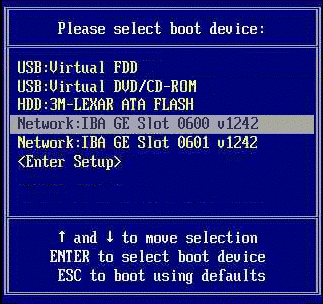 Please select boot device:
USB:Virtual FDD
USB:Virtual DVD/CD-ROM
HDD:3M-LEXAR ATA FLASH
Network:IBA GE Slot 0600 v1242
Network:IBA GE Slot 0601 v1242
<Enter Setup>
↑ and ↓ to move selection
ENTER to select boot device
ESC to boot using defaults